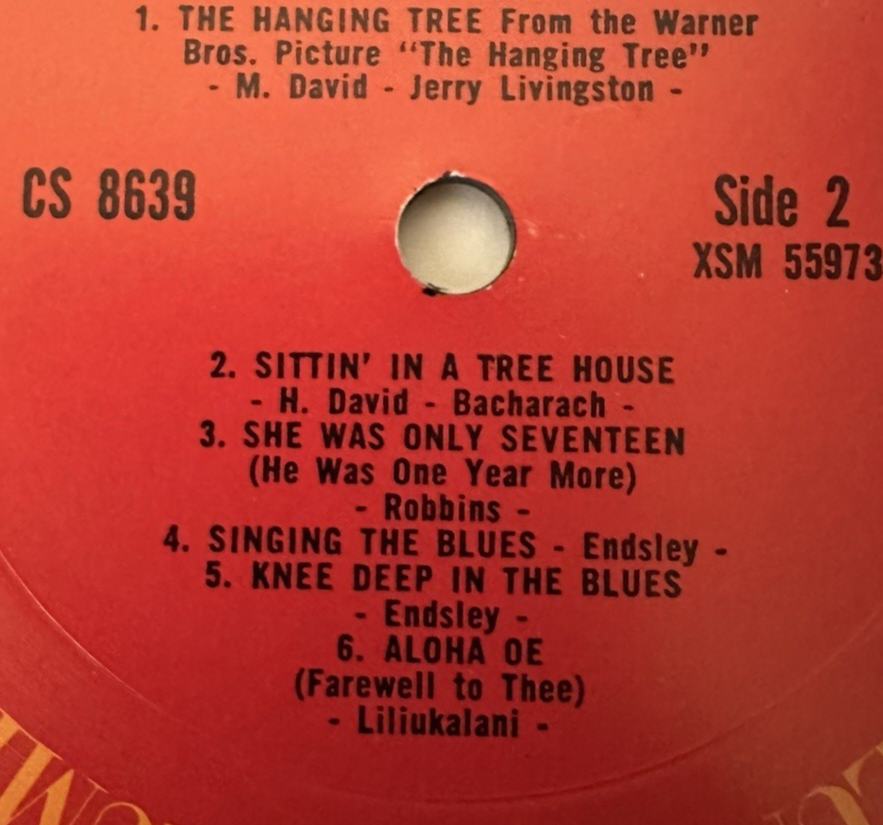 1. THE HANGING TREE From the Warner
Bros. Picture “The Hanging Tree”
- M. David - Jerry Livingston -
CS 8639
Side 2
XSM 55973
2. SITTIN' IN A TREE HOUSE
- H. David - Bacharach -
3. SHE WAS ONLY SEVENTEEN
(He Was One Year More)
- Robbins -
4. SINGING THE BLUES - Endsley -
5. KNEE DEEP IN THE BLUES
- Endsley -
6. ALOHA OE
(Farewell to Thee)
- Liliukalani -